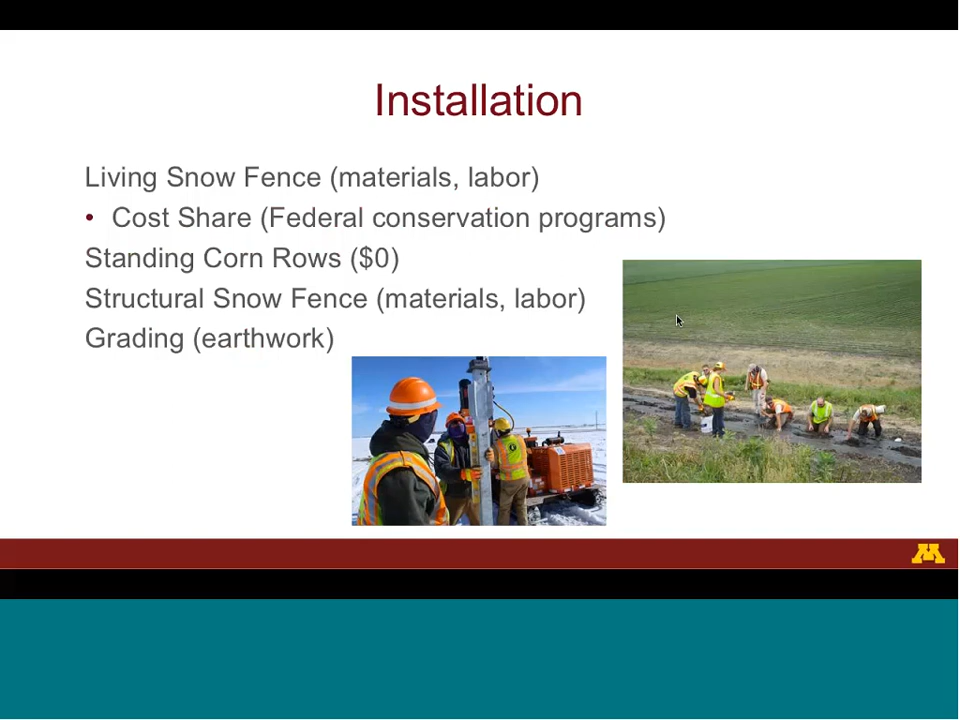 Installation
Living Snow Fence (materials, labor)
• Cost Share (Federal conservation programs)
Standing Corn Rows ($0)
Structural Snow Fence (materials, labor)
Grading (earthwork)
M